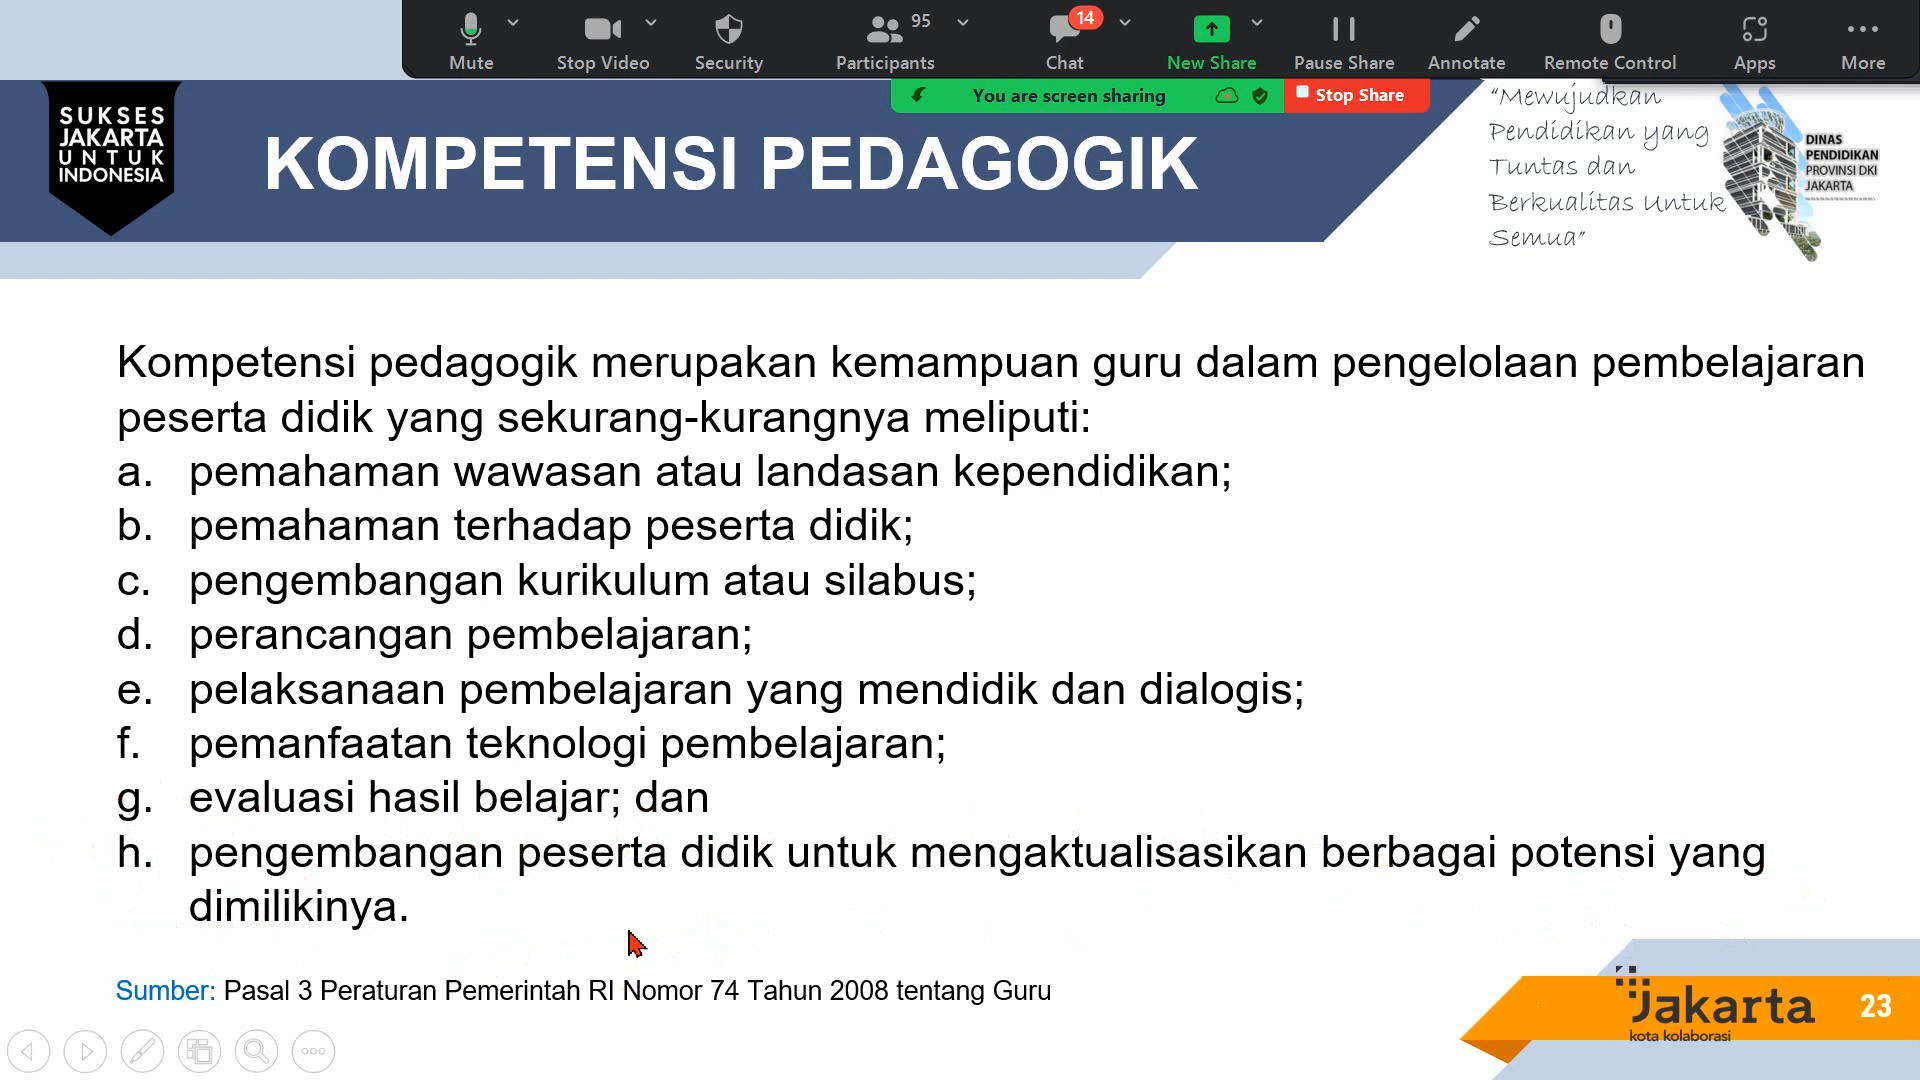 95
14
Mute
Stop Video
Security
Participants
Chat
New Share
Pause Share
Annotate
Remote Control
Apps
More
You are screen sharing
Stop Share
SUKSES
JAKARTA
UNTUK
INDONESIA
KOMPETENSI PEDAGOGIK
“Mewujudkan
Pendidikan yang
Tuntas dan
Berkualitas Untuk
Semua”
DINAS
PENDIDIKAN
PROVINSI DKI
JAKARTA
Kompetensi pedagogik merupakan kemampuan guru dalam pengelolaan pembelajaran
peserta didik yang sekurang-kurangnya meliputi:
a. pemahaman wawasan atau landasan kependidikan;
b. pemahaman terhadap peserta didik;
c. pengembangan kurikulum atau silabus;
d. perancangan pembelajaran;
e. pelaksanaan pembelajaran yang mendidik dan dialogis;
f. pemanfaatan teknologi pembelajaran;
g. evaluasi hasil belajar; dan
h. pengembangan peserta didik untuk mengaktualisasikan berbagai potensi yang
dimilikinya.
Sumber: Pasal 3 Peraturan Pemerintah RI Nomor 74 Tahun 2008 tentang Guru
Jakarta
kota kolaborasi
23